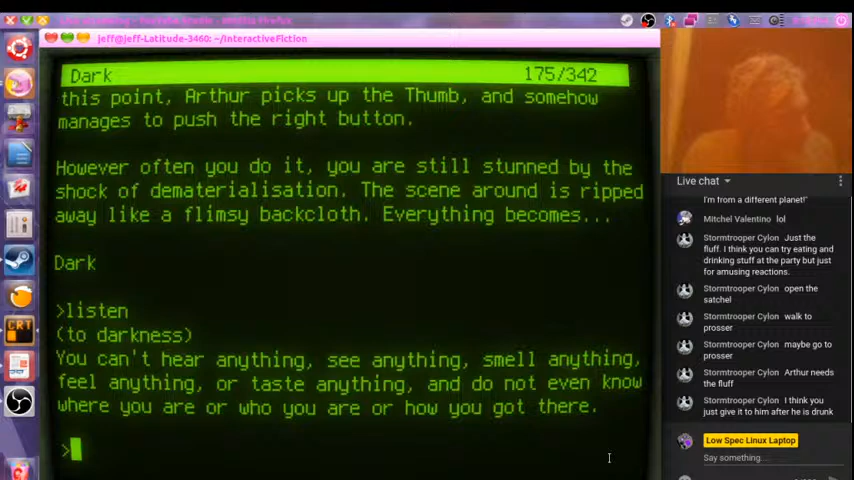 jeff@jeff-Latitude-3460: ~/InteractiveFiction
Dark 175/342
this point, Arthur picks up the Thumb, and somehow
manages to push the right button.
However often you do it, you are still stunned by the
shock of dematerialisation. The scene around is ripped
away like a flimsy backcloth. Everything becomes...
Dark
>listen
(to darkness)
You can't hear anything, see anything, smell anything,
feel anything, or taste anything, and do not even know
where you are or who you are or how you got there.
>
CRT
Live chat
I'm from a different planet!"
Mitchel Valentino lol
Stormtrooper Cylon Just the
fluff. I think you can try eating and
drinking stuff at the party but just
for amusing reactions.
Stormtrooper Cylon open the
satchel
Stormtrooper Cylon walk to
prosser
Stormtrooper Cylon maybe go to
prosser
Stormtrooper Cylon Arthur needs
the fluff
Stormtrooper Cylon I think you
just give it to him after he is drunk
Low Spec Linux Laptop
Say something...